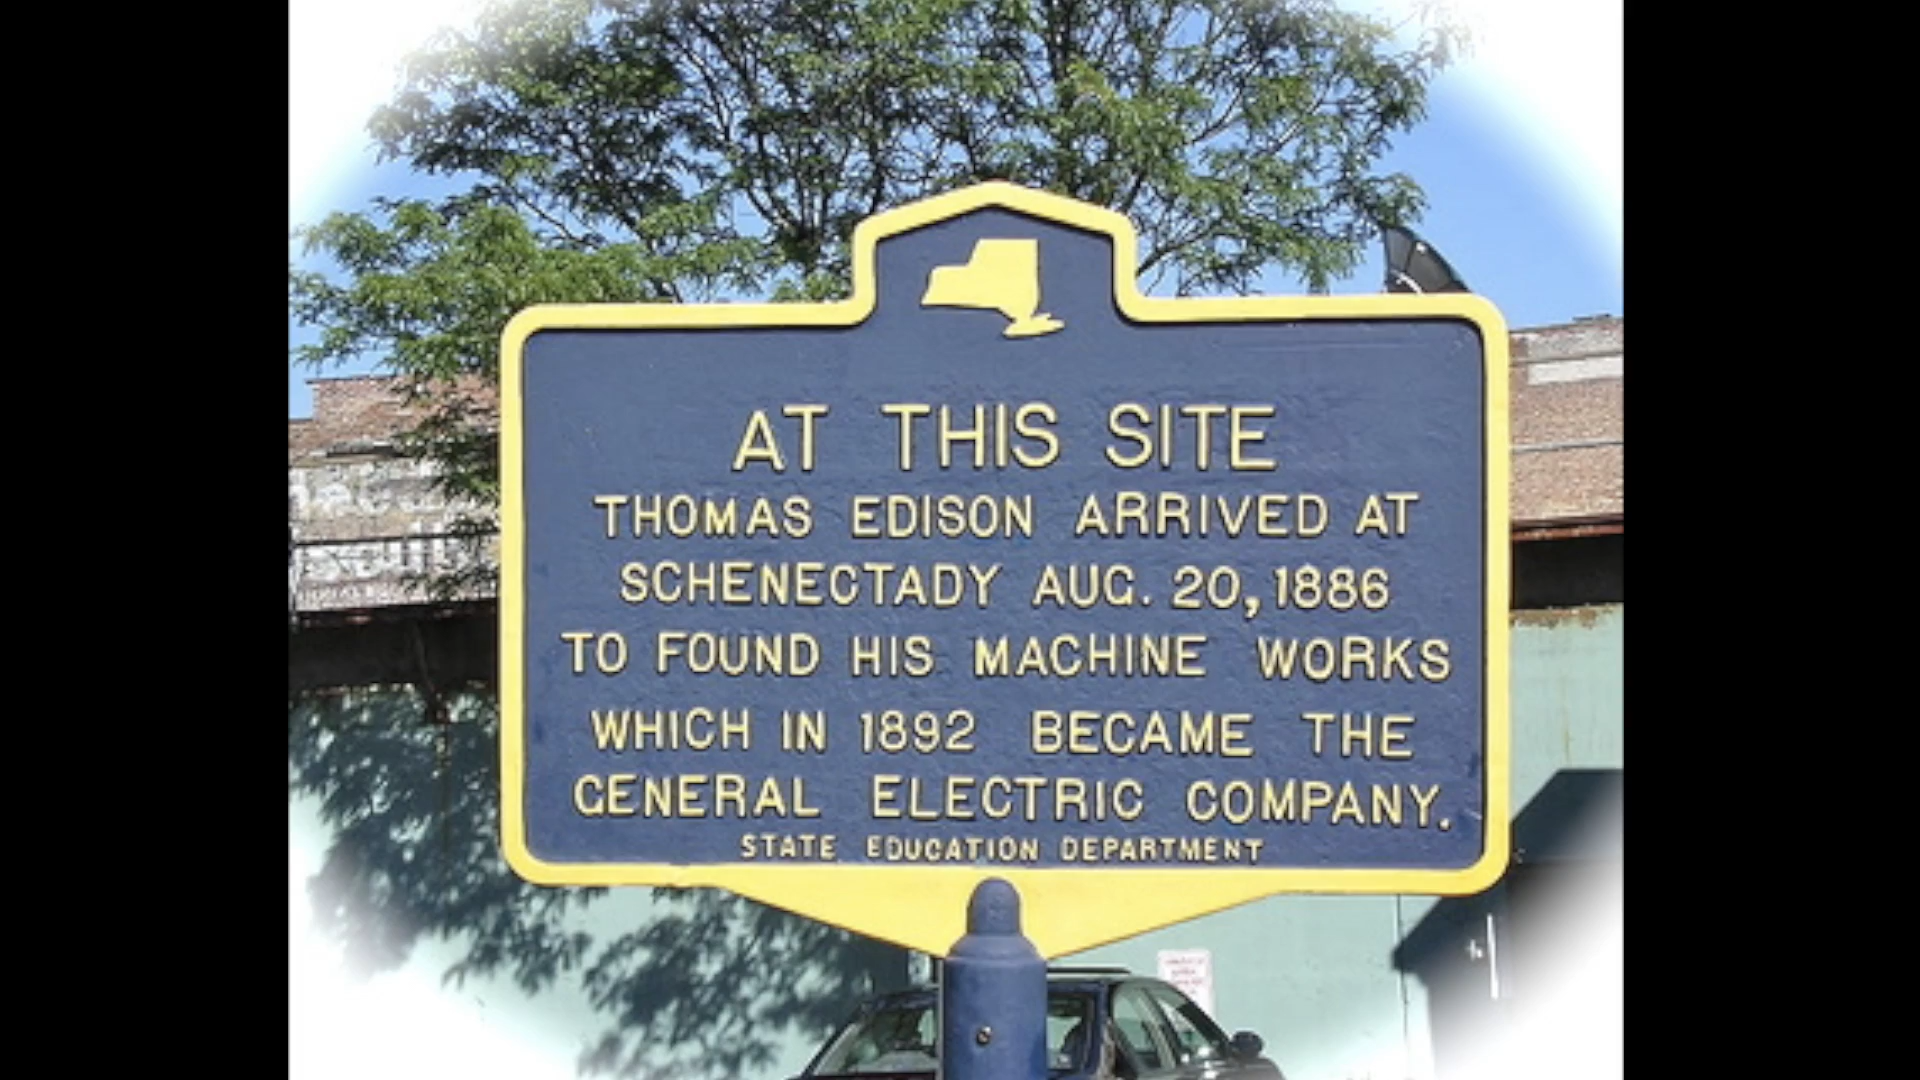 AT THIS SITE
THOMAS EDISON ARRIVED AT
SCHENECTADY AUG. 20, 1886
TO FOUND HIS MACHINE WORKS
WHICH IN 1892 BECAME THE
GENERAL ELECTRIC COMPANY.
STATE EDUCATION DEPARTMENT